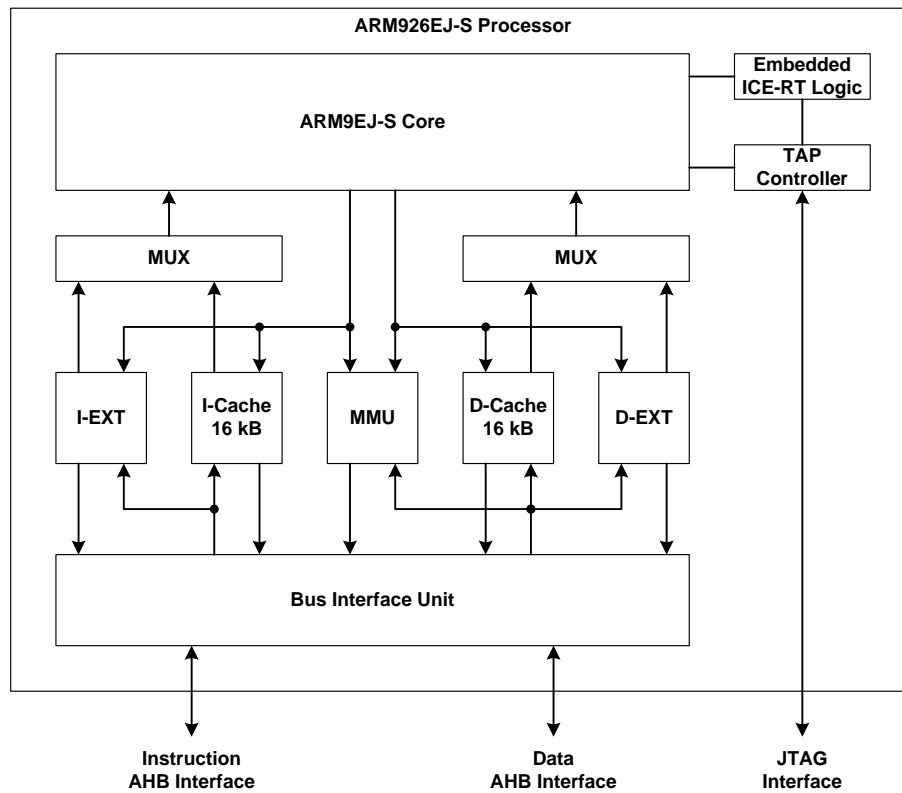 ARM926EJ-S Processor
Embedded
ICE-RT Logic
ARM9EJ-S Core
TAP
Controller
MUX
MUX
I-EXT
I-Cache
16 kB
MMU
D-Cache
16 kB
D-EXT
Bus Interface Unit
Instruction
AHB Interface
Data
AHB Interface
JTAG
Interface